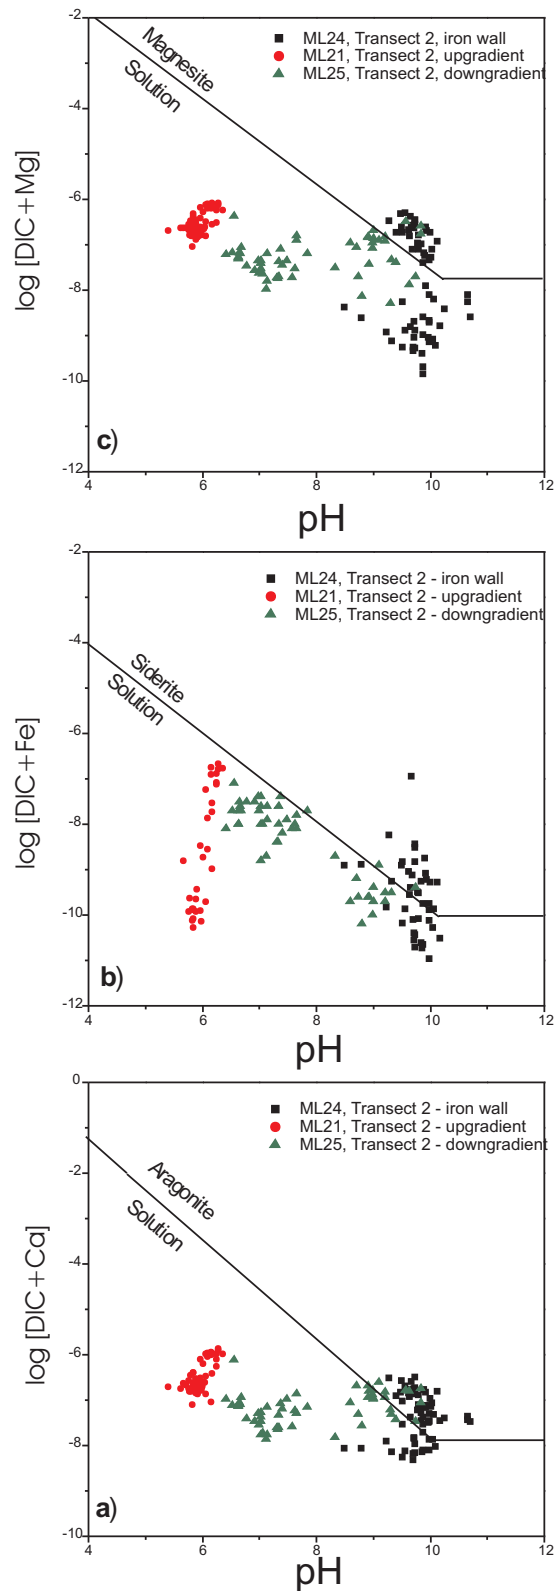 -2
ML24, Transect 2, iron wall
ML21, Transect 2, upgradient
ML25, Transect 2, downgradient
Magnesite
Solution
-4
-6
-8
-10
-12
log [DIC+Mg]
c)
4 6 8 10 12
pH
-2
ML24, Transect 2 - iron wall
ML21, Transect 2 - upgradient
ML25, Transect 2 - downgradient
-4
Siderite
Solution
-6
-8
-10
-12
log [DIC+Fe]
b)
4 6 8 10 12
pH
0
ML24, Transect 2 - iron wall
ML21, Transect 2 - upgradient
ML25, Transect 2 - downgradient
-2
Aragonite
Solution
-4
-6
-8
-10
log [DIC+Ca]
a)
4 6 8 10 12
pH